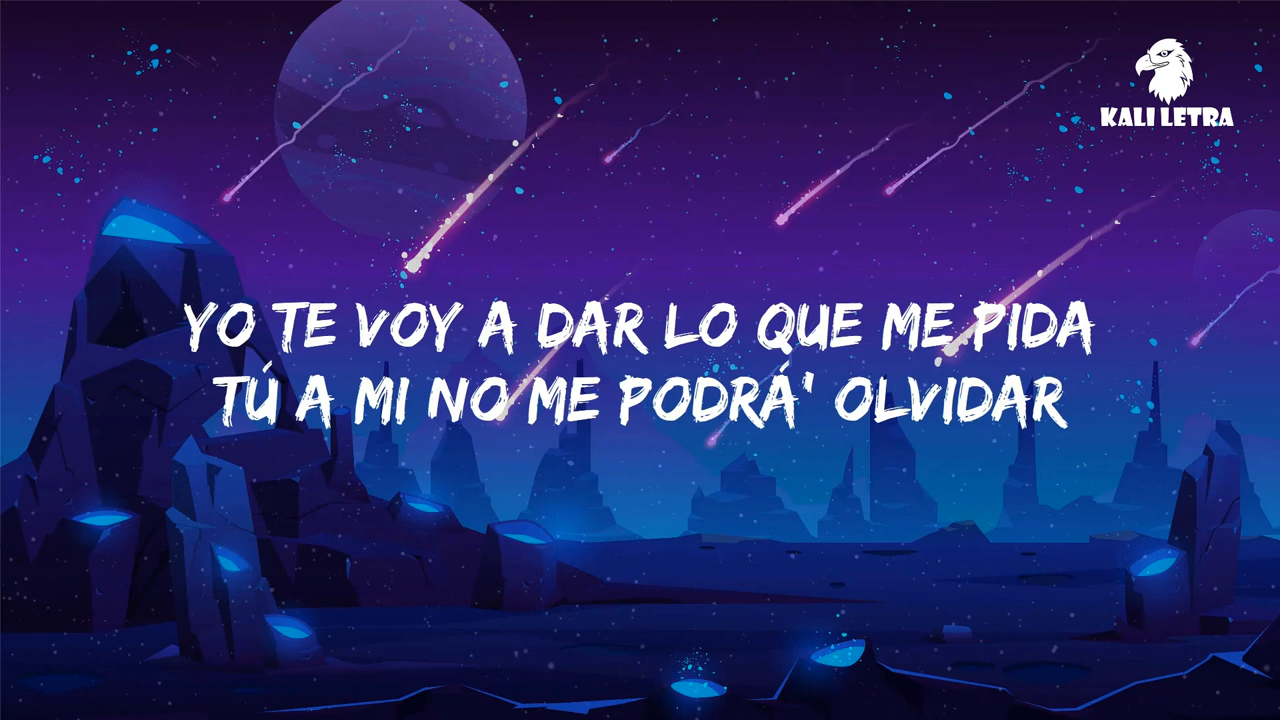 KALI LETRA
YO TE VOY A DAR LO QUE ME PIDA
TÚ A MI NO ME PODRÁ' OLVIDAR